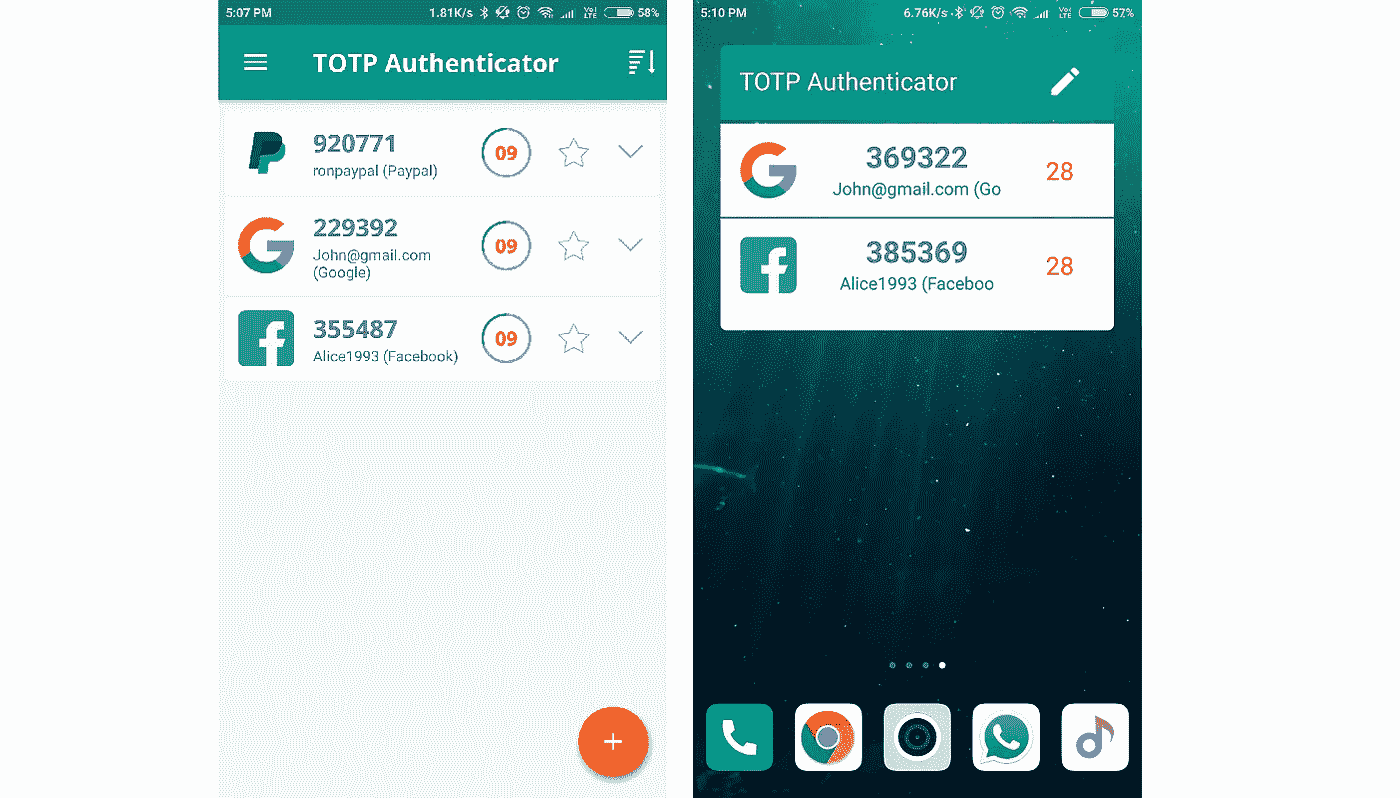 5:07 PM
1.81K/s
58%
TOTP Authenticator
920771
ronpaypal (Paypal)
09
229392
John@gmail.com
(Google)
09
355487
Alice1993 (Facebook)
09
+
5:10 PM
6.76K/s
57%
TOTP Authenticator
369322
John@gmail.com (Go
28
385369
Alice1993 (Faceboo
28